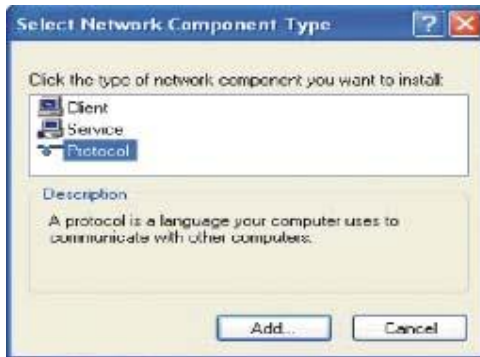 Select Network Component Type
Click the type of network component you want to install:
Client
Service
Protocol
Description
A protocol is a language your computer uses to
communicate with other computers.
Add... Cancel